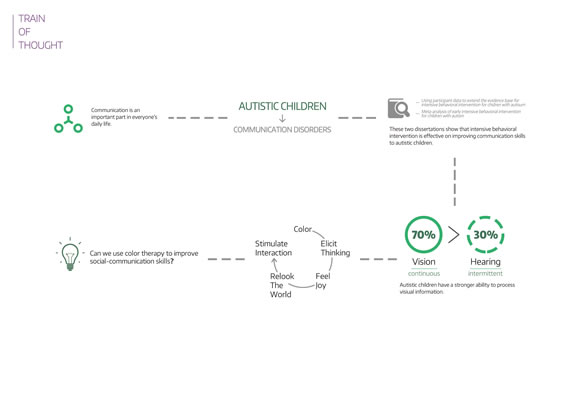 TRAIN
OF
THOUGHT
Communication is an
important part in everyone's
daily life.
AUTISTIC CHILDREN
COMMUNICATION DISORDERS
Using participant data to extend the evidence base for
intensive behavioral intervention for children with autism
Meta-analysis of early intensive behavioral intervention
for children with autism
These two dissertations show that intensive behavioral
intervention is effective on improving communication skills
to autistic children.
70%
30%
Vision
Hearing
continuous
intermittent
Autistic children have a stronger ability to process
visiual information.
Color
Elicit
Thinking
Feel
Joy
Relook
The
World
Stimulate
Interaction
Can we use color therapy to improve
social-communication skills?